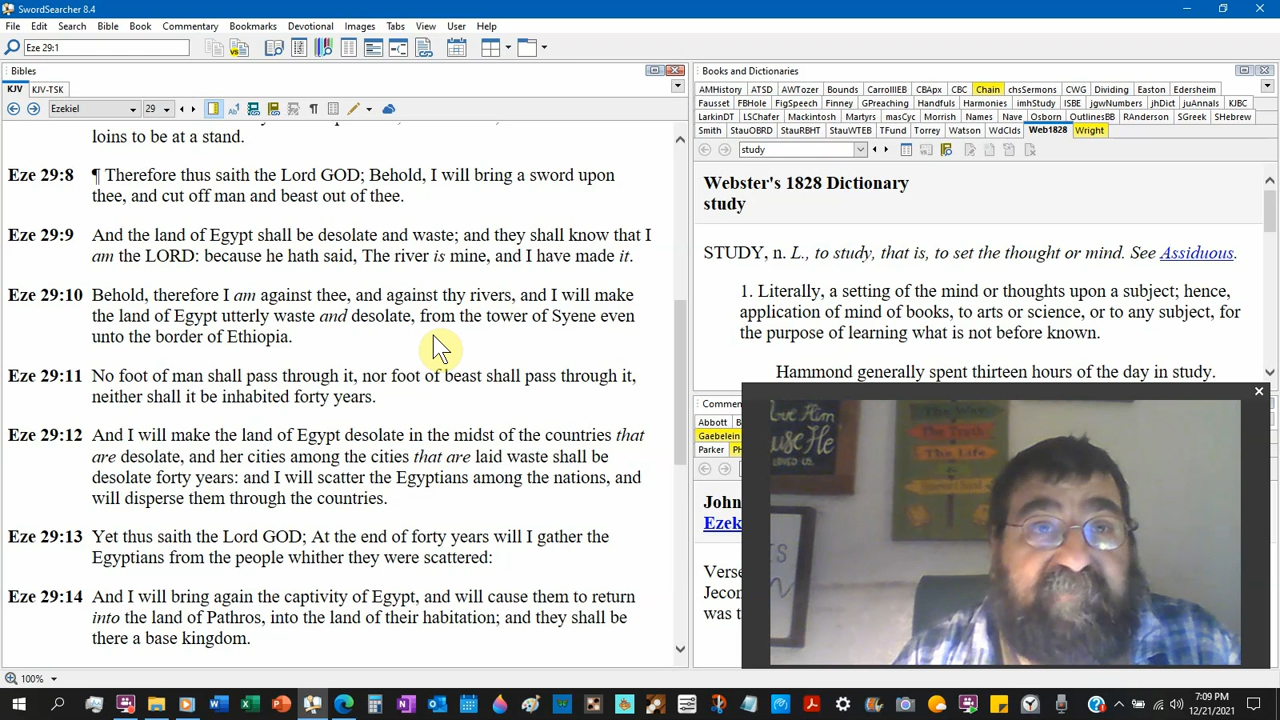 SwordSearcher 8.4
File Edit Search Bible Book Commentary Bookmarks Devotional Images Tabs View User Help
Eze 29:1
Bibles
KJV KJV-TSK
Ezekiel 29
loins to be at a stand.
Eze 29:8 ¶ Therefore thus saith the Lord GOD; Behold, I will bring a sword upon
thee, and cut off man and beast out of thee.
Eze 29:9 And the land of Egypt shall be desolate and waste; and they shall know that I
am the LORD: because he hath said, The river is mine, and I have made it.
Eze 29:10 Behold, therefore I am against thee, and against thy rivers, and I will make
the land of Egypt utterly waste and desolate, from the tower of Syene even
unto the border of Ethiopia.
Eze 29:11 No foot of man shall pass through it, nor foot of beast shall pass through it,
neither shall it be inhabited forty years.
Eze 29:12 And I will make the land of Egypt desolate in the midst of the countries that
are desolate, and her cities among the cities that are laid waste shall be
desolate forty years: and I will scatter the Egyptians among the nations, and
will disperse them through the countries.
Eze 29:13 Yet thus saith the Lord GOD; At the end of forty years will I gather the
Egyptians from the people whither they were scattered:
Eze 29:14 And I will bring again the captivity of Egypt, and will cause them to return
into the land of Pathros, into the land of their habitation; and they shall be
there a base kingdom.
100%
Books and Dictionaries
AMHistory ATSD AWTozer Bounds CarrollIEB CBApx CBC Chain chsSermons CWG Dividing Easton Edersheim
Fausset FBHole FigSpeech Finney GPreaching Handfuls Harmonies imhStudy ISBE jgwNumbers jhDict juAnnals KJBC
LarkinDT LSChafer Mackintosh Martyrs masCyc Morrish Names Nave Osborn OutlinesBB RAnderson SGreek SHebrew
Smith StauOBRD StauRBHT StauWTEB TFund Torrey Watson WdClids Web1828 Wright
study
Webster's 1828 Dictionary
study
STUDY, n. L., to study, that is, to set the thought or mind. See Assiduous.
1. Literally, a setting of the mind or thoughts upon a subject; hence,
application of mind of books, to arts or science, or to any subject, for
the purpose of learning what is not before known.
Hammond generally spent thirteen hours of the day in study.
Commen
Abbott B
Gaebelein
Parker PH
John
Ezek
Verse
Jecon
was t
Love Him
He
LOVED US.
The Way
The Truth
The Life
7:09 PM
12/21/2021